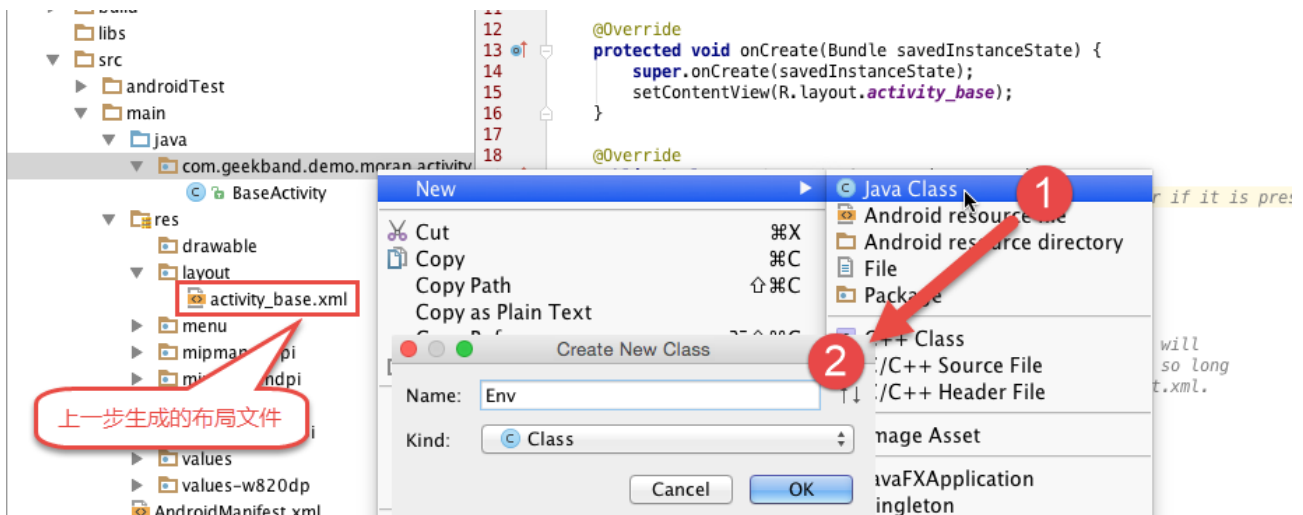 libs
src
androidTest
main
java
com.geekband.demo.moran.activity
BaseActivity
res
drawable
layout
activity_base.xml
menu
上一步生成的布局文件
values
values-w820dp
AndroidManifest.xml
12 @Override
13 protected void onCreate(Bundle savedInstanceState) {
14 super.onCreate(savedInstanceState);
15 setContentView(R.layout.activity_base);
16 }
17
18 @Override
r if it is pres
will
so long
t.xml.
New
Cut ⌘X
Copy ⌘C
Copy Path ⇧⌘C
Copy as Plain Text
Java Class
Android resource file
Android resource directory
File
Package
C++ Class
C/C++ Source File
C/C++ Header File
Image Asset
JavaFXApplication
Singleton
1
2
Create New Class
Name: Env
Kind: Class
Cancel OK